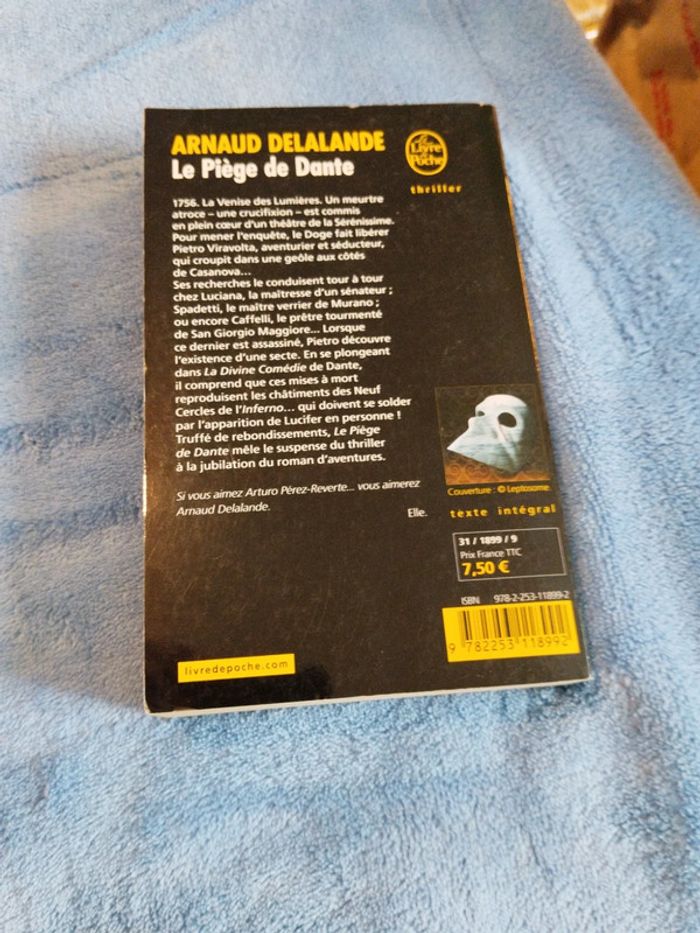 ARNAUD DELALANDE
Le Piège de Dante
Le Livre de Poche
thriller
1756. La Venise des Lumières. Un meurtre
atroce – une crucifixion – est commis
en plein cœur d'un théâtre de la Sérénissime.
Pour mener l'enquête, le Doge fait libérer
Pietro Viravolta, aventurier et séducteur,
qui croupit dans une geôle aux côtés
de Casanova...
Ses recherches le conduisent tour à tour
chez Luciana, la maîtresse d'un sénateur ;
Spadetti, le maître verrier de Murano ;
ou encore Caffelli, le prêtre tourmenté
de San Giorgio Maggiore... Lorsque
ce dernier est assassiné, Pietro découvre
l'existence d'une secte. En se plongeant
dans La Divine Comédie de Dante,
il comprend que ces mises à mort
reproduisent les châtiments des Neuf
Cercles de l'Inferno... qui doivent se solder
par l'apparition de Lucifer en personne !
Truffé de rebondissements, Le Piège
de Dante mêle le suspense du thriller
à la jubilation du roman d'aventures.
Si vous aimez Arturo Pérez-Reverte... vous aimerez
Arnaud Delalande.
Elle.
Couverture : © Leptosome.
texte intégral
31 / 1899 / 9
Prix France TTC
7,50 €
ISBN 978-2-253-11899-2
9 782253 118992
livredepoche.com